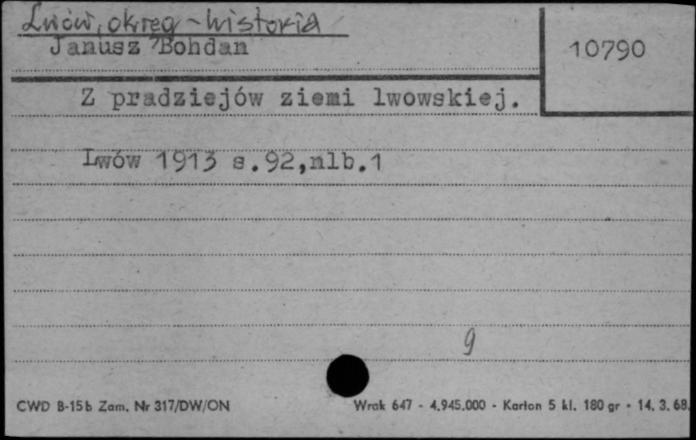 Lwów, okręg - historia
Janusz Bohdan
10790
Z pradziejów ziemi lwowskiej.
Lwów 1913 s.92,nlb.1
9
CWD B-15b Zam. Nr 317/DW/ON
Wrak 647 - 4.945.000 - Karton 5 kl. 180 gr - 14. 3. 68.